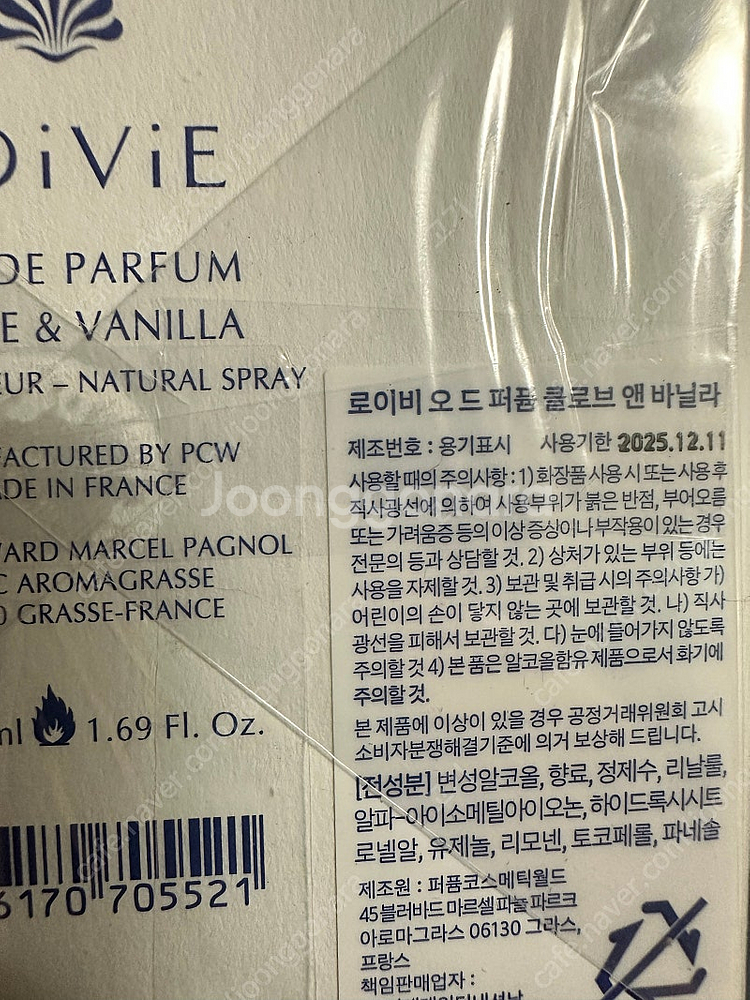 DiViE
DE PARFUM
E & VANILLA
EUR – NATURAL SPRAY
FACTURED BY PCW
ADE IN FRANCE
VARD MARCEL PAGNOL
C AROMAGRASSE
0 GRASSE-FRANCE
ml 1.69 Fl. Oz.
6170 705521
로이비 오 드 퍼퓸 클로브 앤 바닐라
제조번호 : 용기표시 사용기한 2025.12.11
사용할 때의 주의사항 : 1) 화장품 사용 시 또는 사용 후
직사광선에 의하여 사용부위가 붉은 반점, 부어오름
또는 가려움증 등의 이상 증상이나 부작용이 있는 경우
전문의 등과 상담할 것. 2) 상처가 있는 부위 등에는
사용을 자제할 것. 3) 보관 및 취급 시의 주의사항 가)
어린이의 손이 닿지 않는 곳에 보관할 것. 나) 직사
광선을 피해서 보관할 것. 다) 눈에 들어가지 않도록
주의할 것 4) 본 품은 알코올함유 제품으로서 화기에
주의할 것.
본 제품에 이상이 있을 경우 공정거래위원회 고시
소비자분쟁해결기준에 의거 보상해 드립니다.
[전성분] 변성알코올, 향료, 정제수, 리날룰,
알파-아이소메틸아이오논, 하이드록시시트
로넬알, 유제놀, 리모넨, 토코페롤, 파네솔
제조원 : 퍼퓸코스메틱월드
45블러바드 마르셀 파뇰 파르크
아로마그라스 06130 그라스,
프랑스
책임판매업자 :
Joonggonara
cafe.naver.com